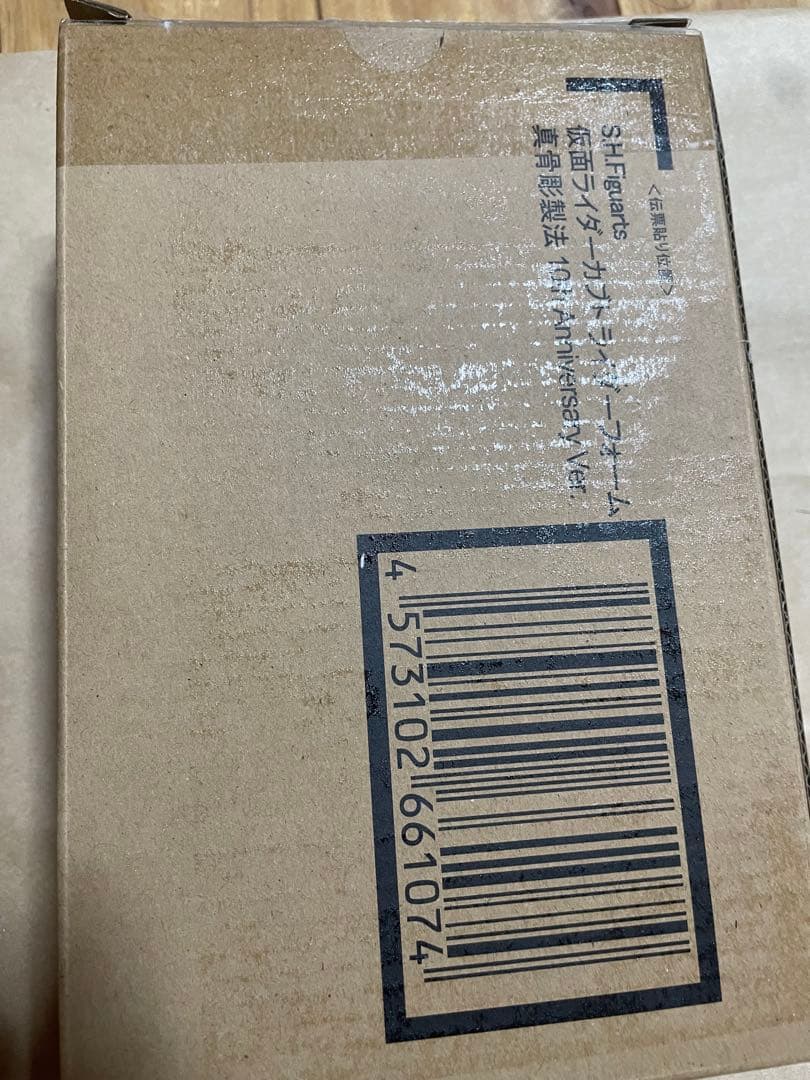 <伝票貼り位置>
S.H.Figuarts
仮面ライダーカブト ライダーフォーム
真骨彫製法 10th Anniversary Ver.
4 573102 661074